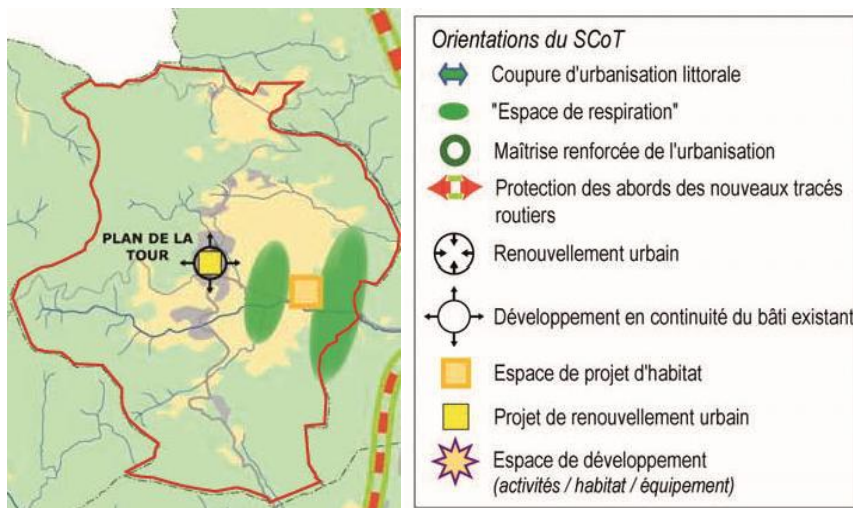 PLAN DE LA
TOUR
Orientations du SCoT
Coupure d'urbanisation littorale
"Espace de respiration"
Maîtrise renforcée de l'urbanisation
Protection des abords des nouveaux tracés
routiers
Renouvellement urbain
Développement en continuité du bâti existant
Espace de projet d'habitat
Projet de renouvellement urbain
Espace de développement
(activités / habitat / équipement)